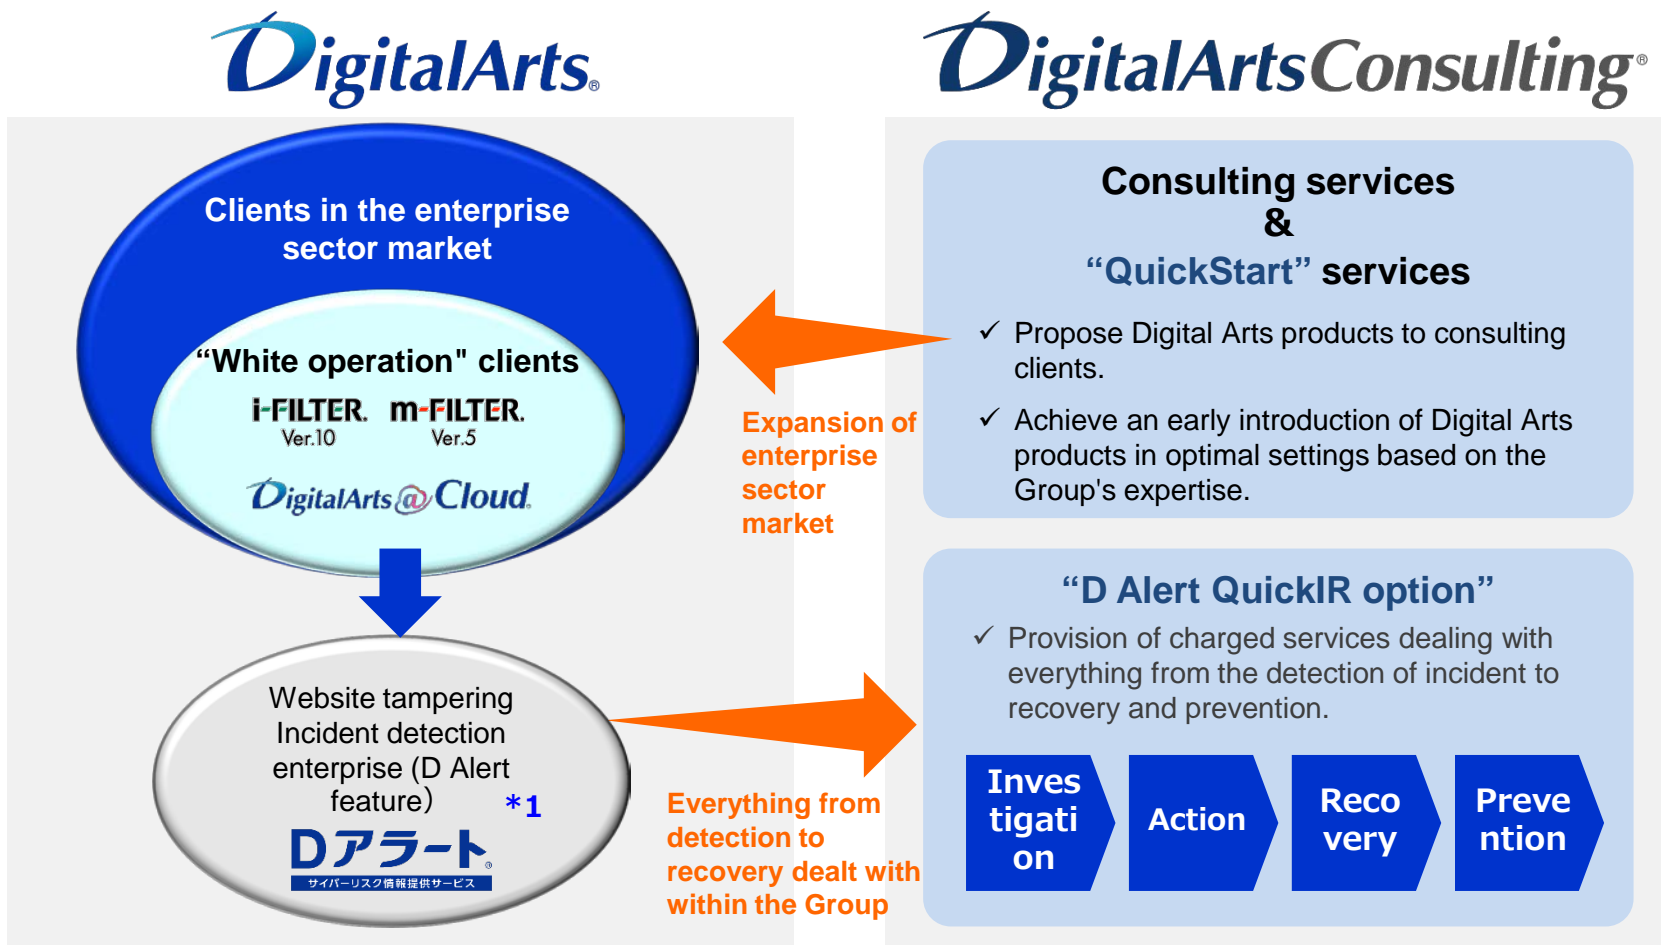 DigitalArts®
DigitalArtsConsulting®
Clients in the enterprise
sector market
“White operation" clients
i-FILTER. m-FILTER.
Ver.10 Ver.5
DigitalArts@Cloud.
Website tampering
Incident detection
enterprise (D Alert
feature） *1
Dアラート®
サイバーリスク情報提供サービス
Expansion of
enterprise
sector
market
Everything from
detection to
recovery dealt with
within the Group
Consulting services
&
“QuickStart” services
✓ Propose Digital Arts products to consulting
clients.
✓ Achieve an early introduction of Digital Arts
products in optimal settings based on the
Group's expertise.
“D Alert QuickIR option”
✓ Provision of charged services dealing with
everything from the detection of incident to
recovery and prevention.
Inves
tigati
on
Action
Reco
very
Preve
ntion